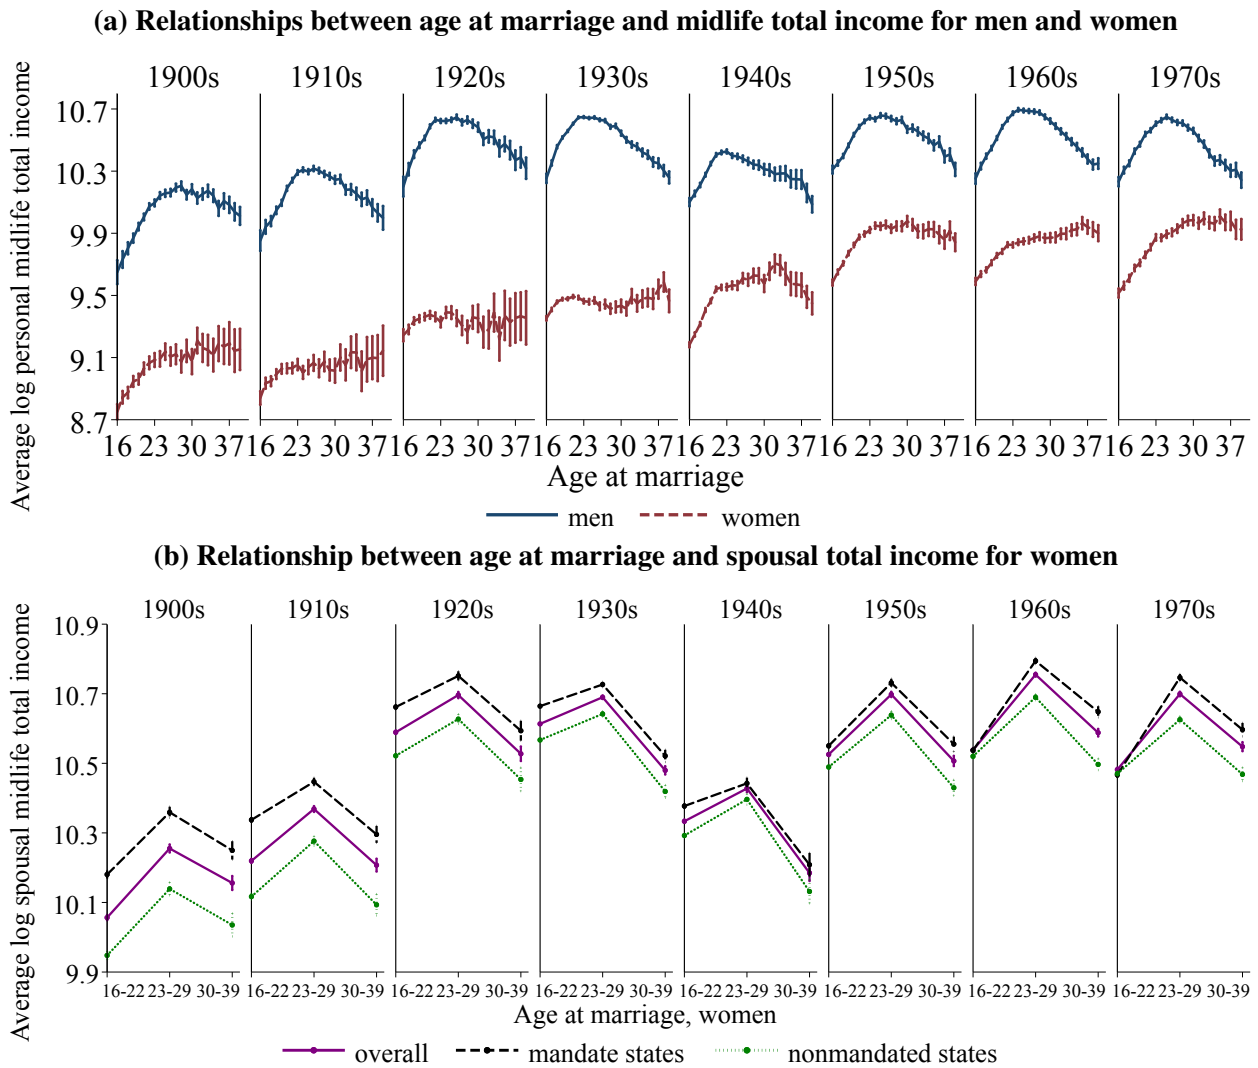 (a) Relationships between age at marriage and midlife total income for men and women
Average log personal midlife total income
1900s 1910s 1920s 1930s 1940s 1950s 1960s 1970s
10.7
10.3
9.9
9.5
9.1
8.7
16 23 30 37 16 23 30 37 16 23 30 37 16 23 30 37 16 23 30 37 16 23 30 37 16 23 30 37 16 23 30 37
Age at marriage
men women
(b) Relationship between age at marriage and spousal total income for women
Average log spousal midlife total income
1900s 1910s 1920s 1930s 1940s 1950s 1960s 1970s
10.9
10.7
10.5
10.3
10.1
9.9
16-22 23-29 30-39 16-22 23-29 30-39 16-22 23-29 30-39 16-22 23-29 30-39 16-22 23-29 30-39 16-22 23-29 30-39 16-22 23-29 30-39 16-22 23-29 30-39
Age at marriage, women
overall mandate states nonmandated states